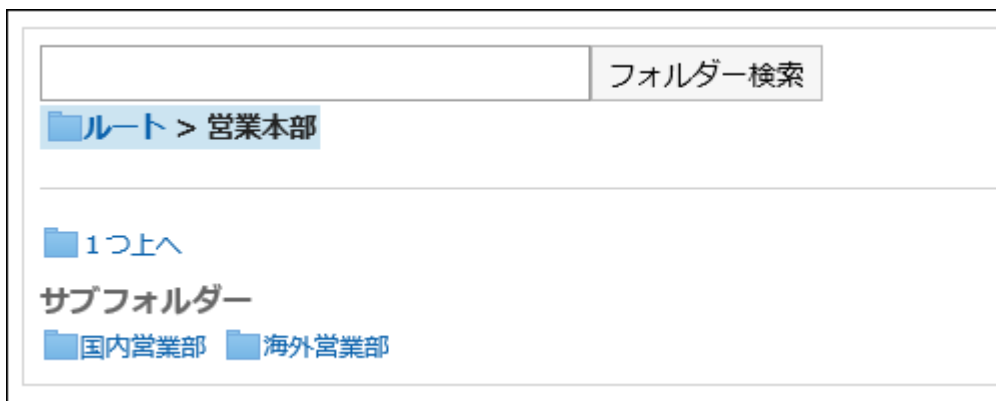 フォルダー検索
ルート > 営業本部
1つ上へ
サブフォルダー
国内営業部 海外営業部